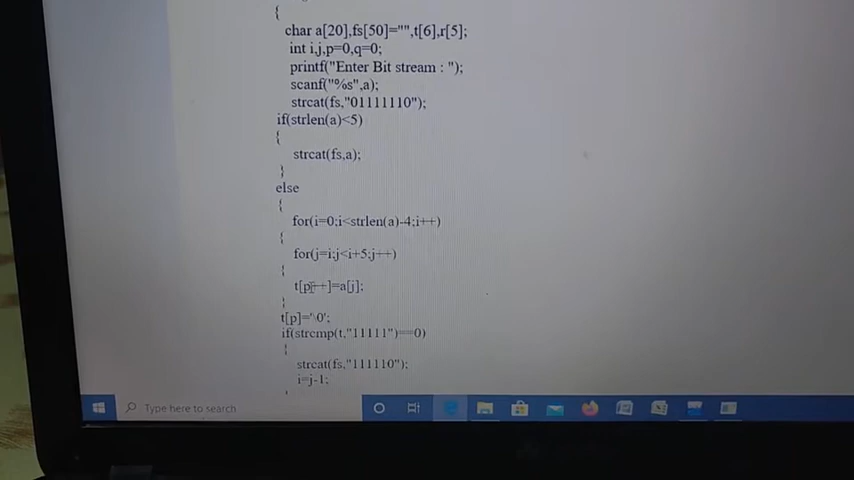 {
char a[20],fs[50]="",t[6],r[5];
int i,j,p=0,q=0;
printf("Enter Bit stream : ");
scanf("%s",a);
strcat(fs,"01111110");
if(strlen(a)<5)
{
strcat(fs,a);
}
else
{
for(i=0;i<strlen(a)-4;i++)
{
for(j=i;j<i+5;j++)
{
t[p++]=a[j];
}
t[p]='\0';
if(strcmp(t,"11111")==0)
{
strcat(fs,"111110");
i=j-1;
Type here to search